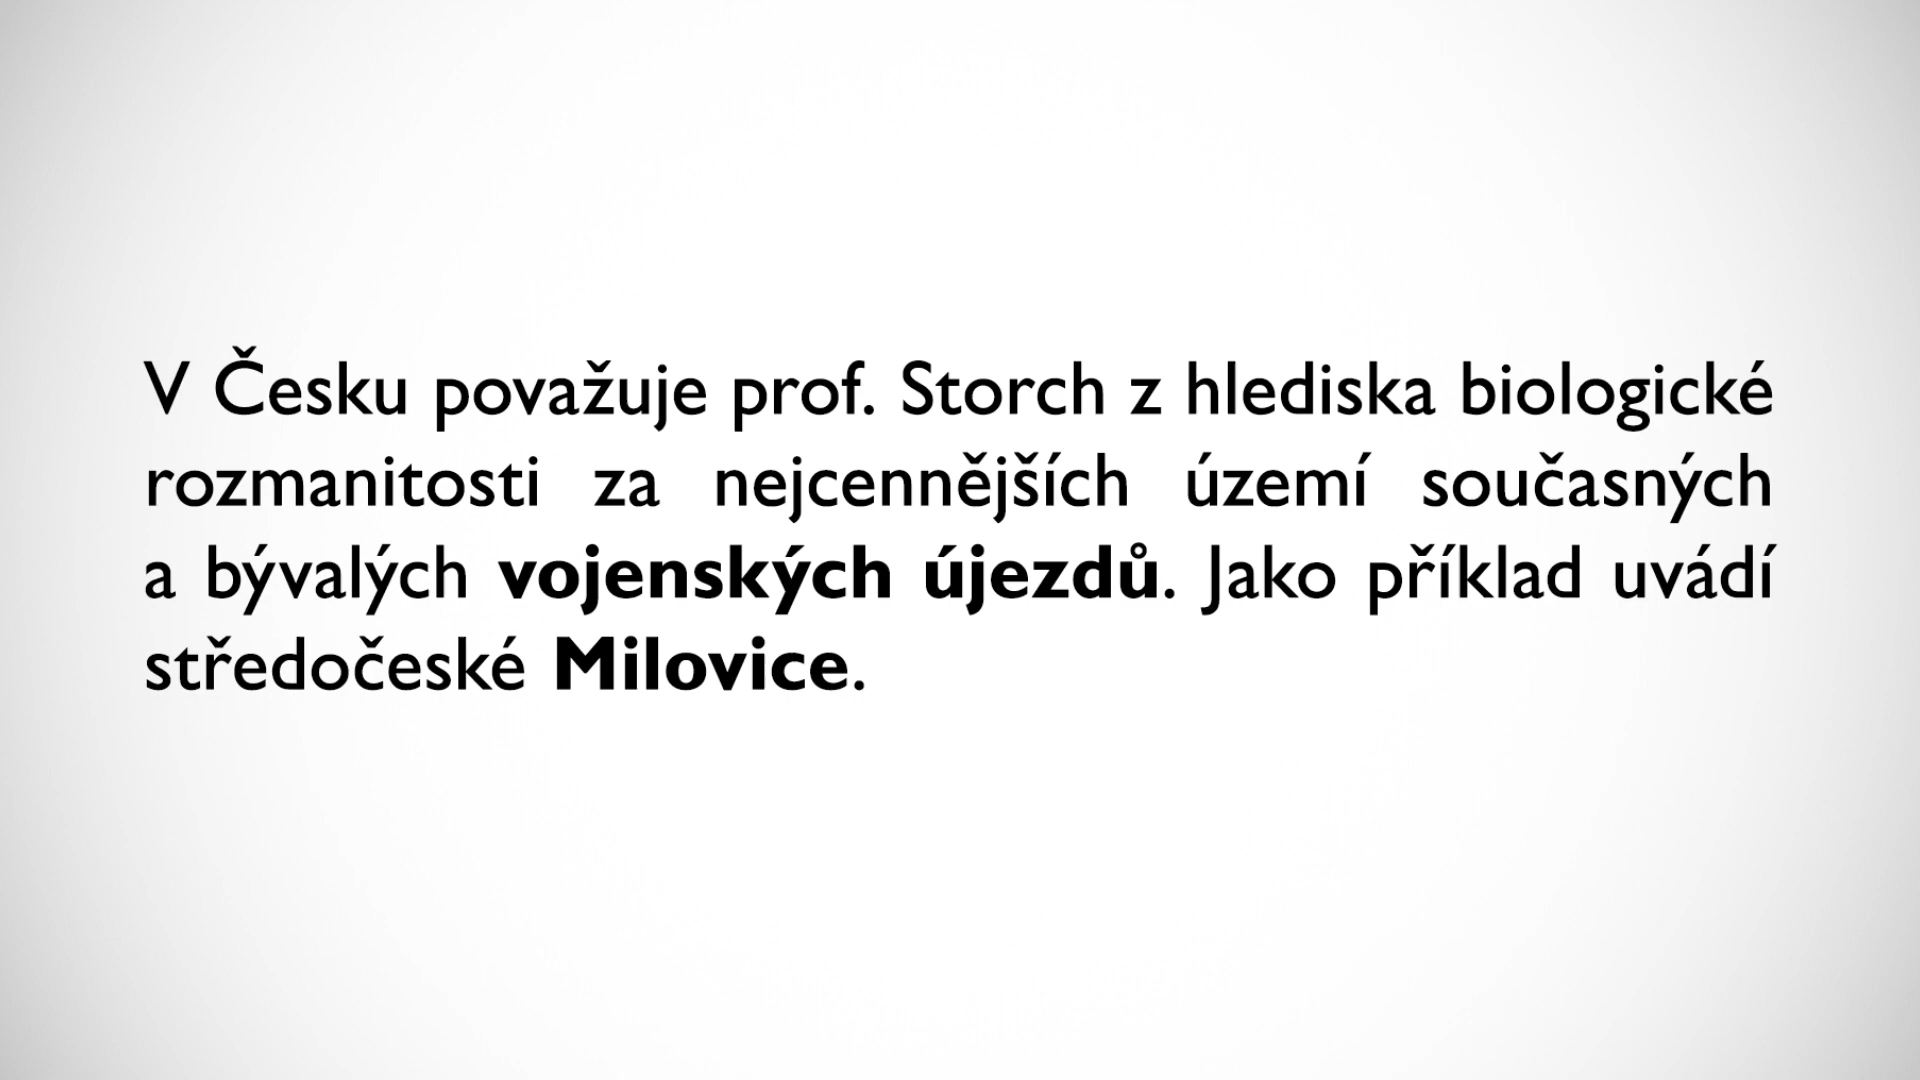 V Česku považuje prof. Storch z hlediska biologické
rozmanitosti za nejcennějších území současných
a bývalých vojenských újezdů. Jako příklad uvádí
středočeské Milovice.